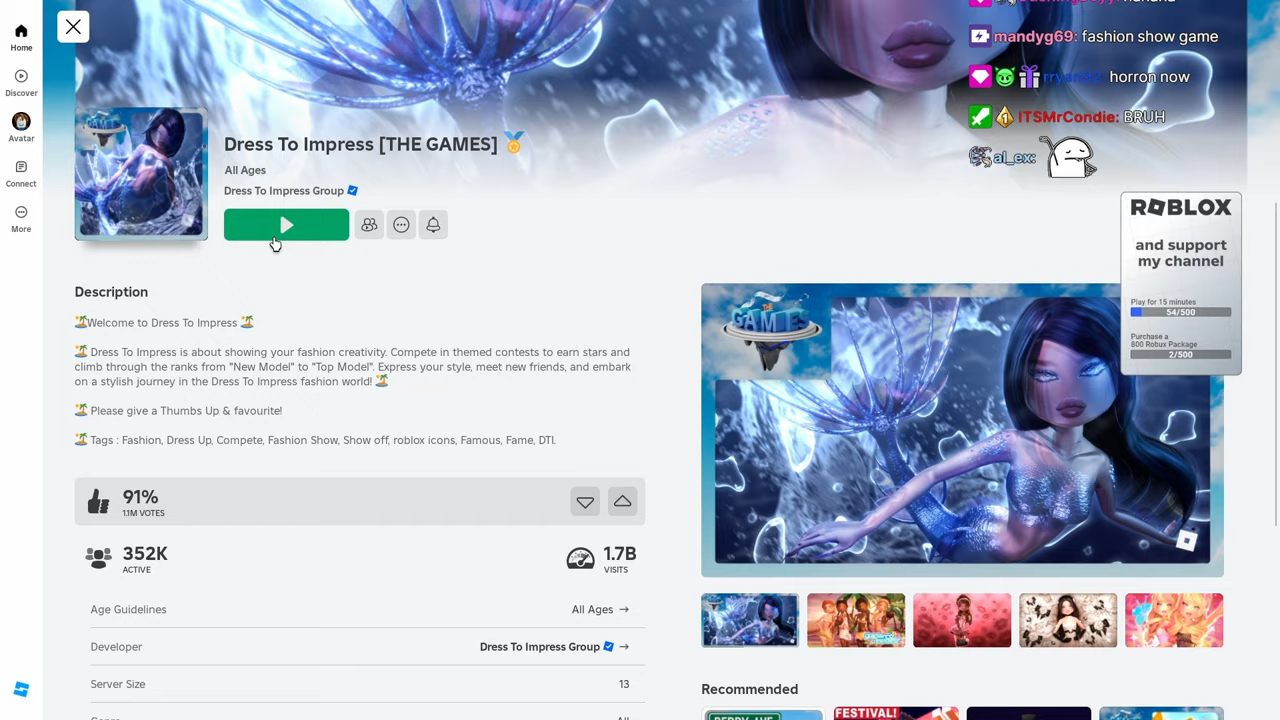 Home
Discover
Avatar
Connect
More
mandyg69: fashion show game
horron now
ITSMrCondie: BRUH
al_ex:
THE GAMES
Dress To Impress [THE GAMES]
All Ages
Dress To Impress Group
ROBLOX
and support
my channel
Play for 15 minutes
54/500
Purchase a
800 Robux Package
2/500
Description
Welcome to Dress To Impress
Dress To Impress is about showing your fashion creativity. Compete in themed contests to earn stars and
climb through the ranks from "New Model" to "Top Model". Express your style, meet new friends, and embark
on a stylish journey in the Dress To Impress fashion world!
Please give a Thumbs Up & favourite!
Tags : Fashion, Dress Up, Compete, Fashion Show, Show off, roblox icons, Famous, Fame, DTI.
91%
1.1M VOTES
352K
ACTIVE
1.7B
VISITS
Age Guidelines
All Ages
Developer
Dress To Impress Group
Server Size
13
THE GAMES
Recommended
FESTIVAL!